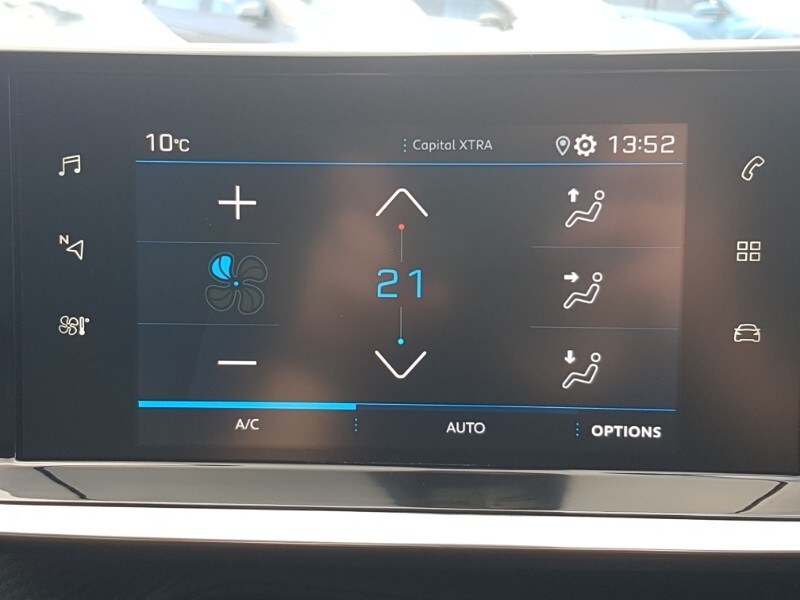 10°C
Capital XTRA
13:52
N
21
A/C
AUTO
OPTIONS